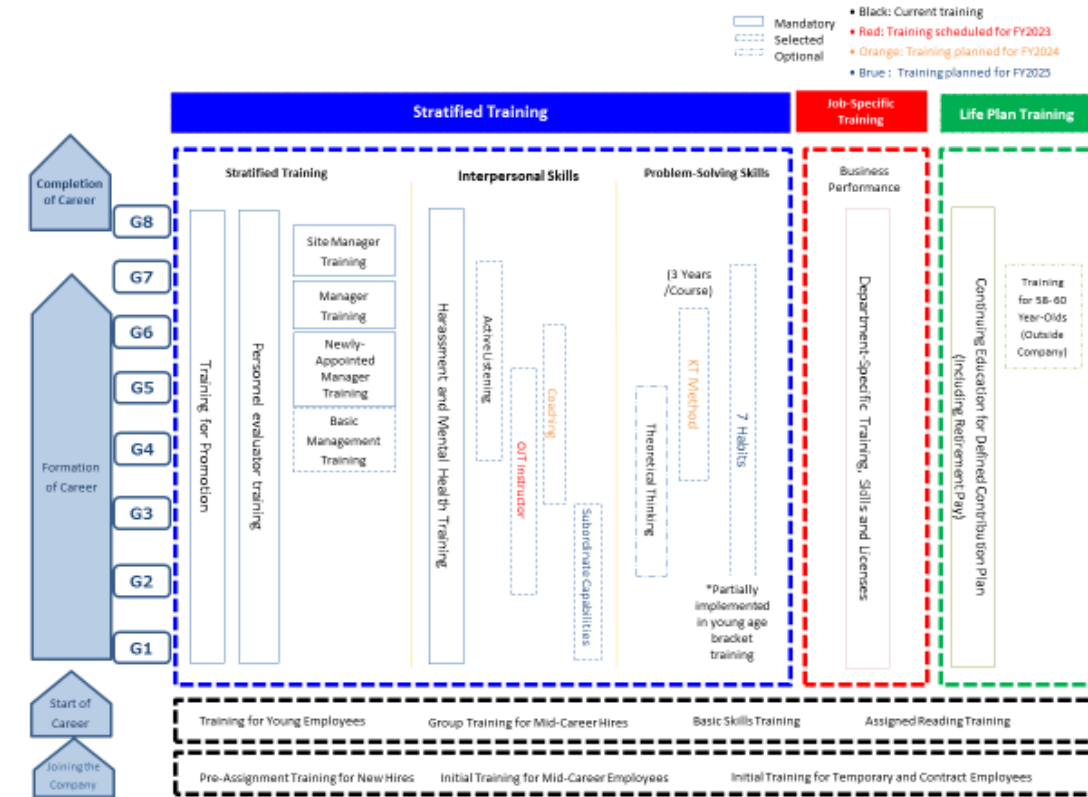 Mandatory
Selected
Optional
• Black: Current training
• Red: Training scheduled for FY2023
• Orange: Training planned for FY2024
• Brue : Training planned for FY2025
Stratified Training
Job-Specific
Training
Life Plan Training
Completion
of Career
Formation
of Career
Start of
Career
Joining the
Company
G8
G7
G6
G5
G4
G3
G2
G1
Stratified Training
Training for Promotion
Personnel evaluator training
Site Manager
Training
Manager
Training
Newly-
Appointed
Manager
Training
Basic
Management
Training
Interpersonal Skills
Harassment and Mental Health Training
Active Listening
OJT Instructor
Coaching
Subordinate Capabilities
Problem-Solving Skills
Theoretical Thinking
(3 Years
/Course)
KT Method
7 Habits
*Partially
implemented
in young age
bracket
training
Business
Performance
Department-Specific Training, Skills and Licenses
Continuing Education for Defined Contribution Plan
(Including Retirement Pay)
Training
for 58-60
Year-Olds
(Outside
Company)
Training for Young Employees
Group Training for Mid-Career Hires
Basic Skills Training
Assigned Reading Training
Pre-Assignment Training for New Hires
Initial Training for Mid-Career Employees
Initial Training for Temporary and Contract Employees